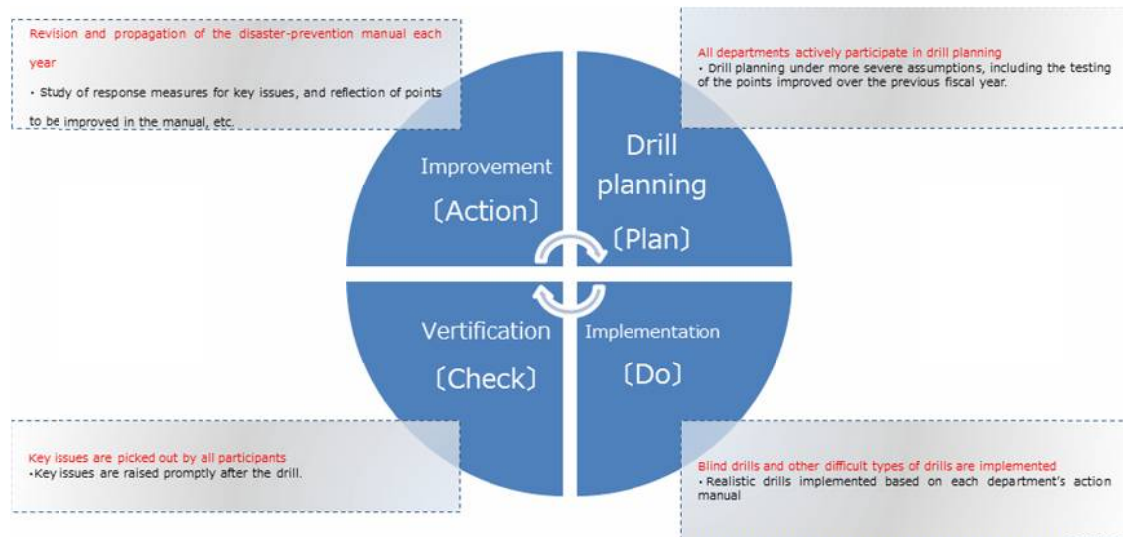 Revision and propagation of the disaster-prevention manual each
year
・Study of response measures for key issues, and reflection of points
to be improved in the manual, etc.
All departments actively participate in drill planning
・Drill planning under more severe assumptions, including the testing
of the points improved over the previous fiscal year.
Improvement
〔Action〕
Drill
planning
〔Plan〕
Vertification
〔Check〕
Implementation
〔Do〕
Key issues are picked out by all participants
・Key issues are raised promptly after the drill.
Blind drills and other difficult types of drills are implemented
・Realistic drills implemented based on each department's action
manual